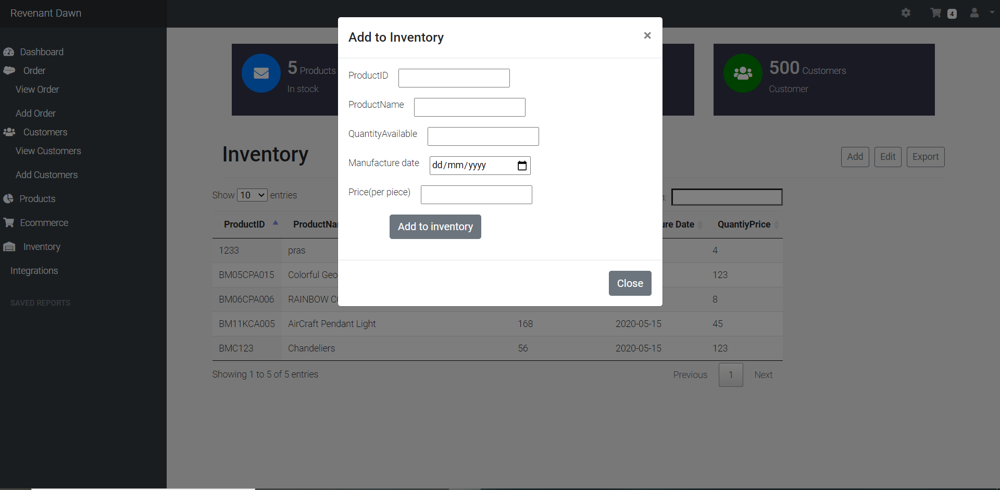 Revenant Dawn
4
Dashboard
Order
View Order
Add Order
Customers
View Customers
Add Customers
Products
Ecommerce
Inventory
Integrations
SAVED REPORTS
5 Products
In stock
500 Customers
Customer
Inventory
Add Edit Export
Show 10 entries
ProductID QuantiyPrice
1233 pras 4
BM05CPA015 Colorful 123
BM06CPA006 RAINBOW 8
BM11KCA005 AirCraft Pendant Light 168 2020-05-15 45
BMC123 Chandeliers 56 2020-05-15 123
Showing 1 to 5 of 5 entries
Previous 1 Next
Add to Inventory ×
ProductID
ProductName
QuantityAvailable
Manufacture date dd/mm/yyyy
Price(per piece)
Add to inventory
Close